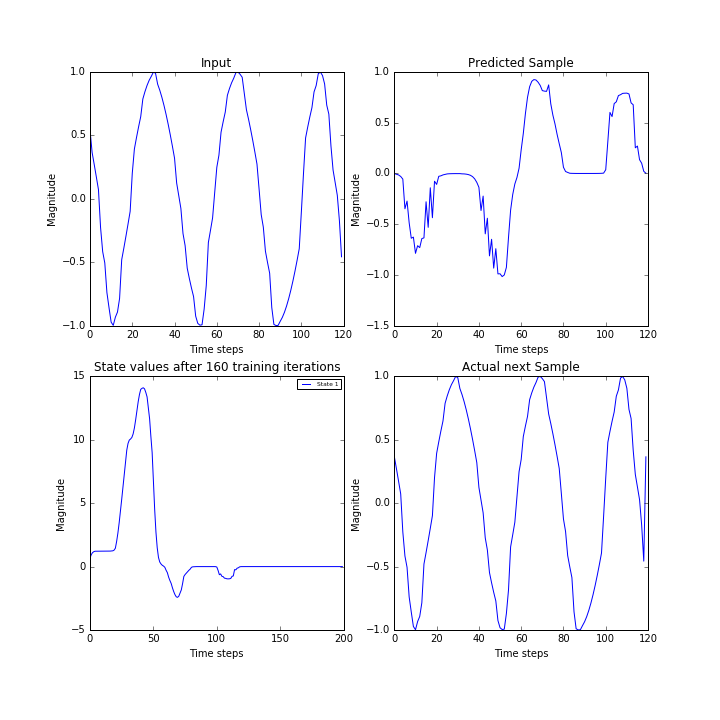 Input
Magnitude
1.0
0.5
0.0
−0.5
−1.0
0 20 40 60 80 100 120
Time steps
Predicted Sample
Magnitude
1.0
0.5
0.0
−0.5
−1.0
−1.5
0 20 40 60 80 100 120
Time steps
State values after 160 training iterations
Magnitude
15
10
5
0
−5
State 1
0 50 100 150 200
Time steps
Actual next Sample
Magnitude
1.0
0.5
0.0
−0.5
−1.0
0 20 40 60 80 100 120
Time steps